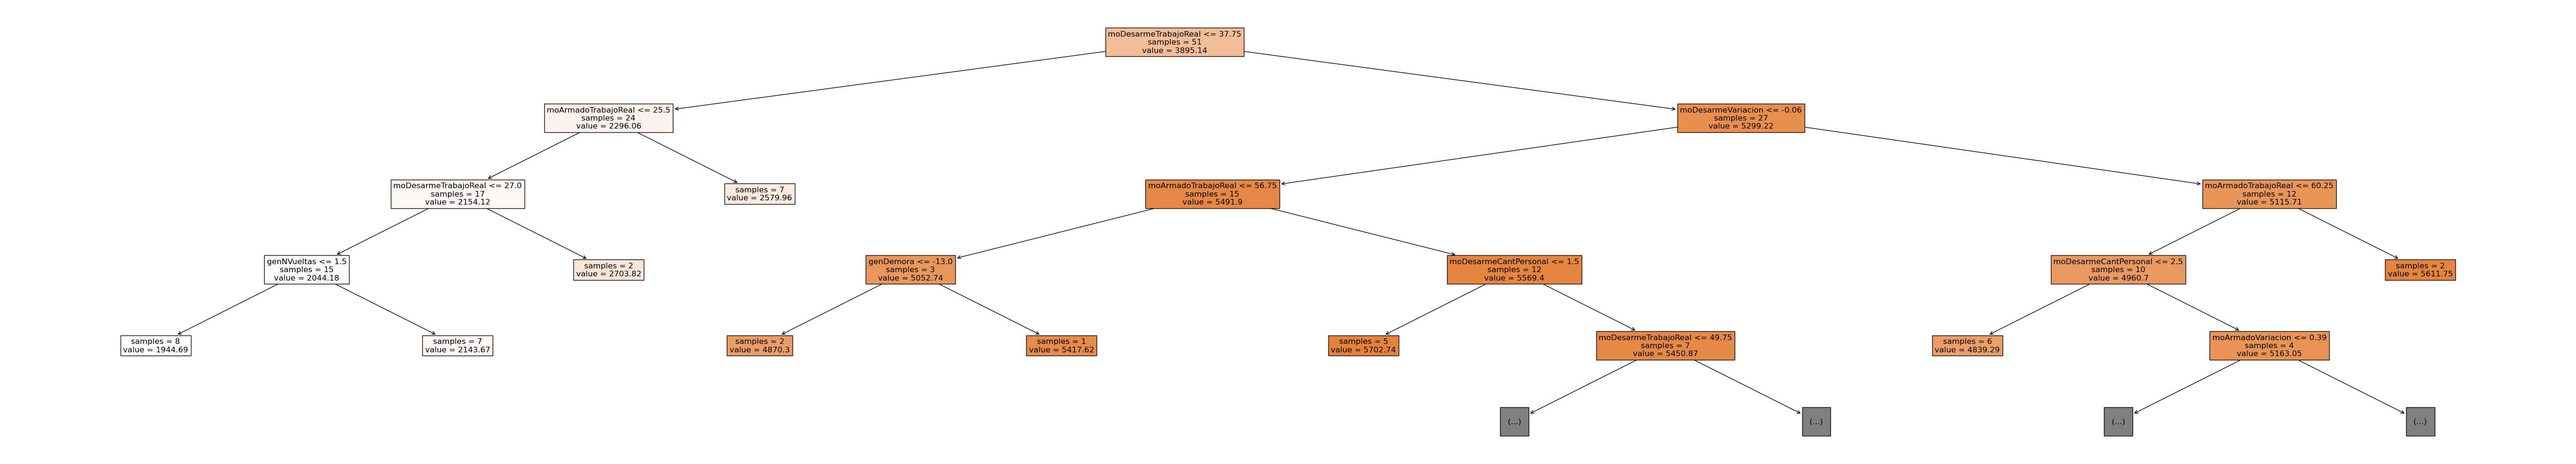 moDesarmeTrabajoReal <= 37.75
samples = 51
value = 3895.14
moArmadoTrabajoReal <= 25.5
samples = 24
value = 2296.06
moDesarmeVariacion <= -0.06
samples = 27
value = 5299.22
moDesarmeTrabajoReal <= 27.0
samples = 17
value = 2154.12
samples = 7
value = 2579.96
moArmadoTrabajoReal <= 56.75
samples = 15
value = 5491.9
moArmadoTrabajoReal <= 60.25
samples = 12
value = 5115.71
genNVueltas <= 1.5
samples = 15
value = 2044.18
samples = 2
value = 2703.82
genDemora <= -13.0
samples = 3
value = 5052.74
moDesarmeCantPersonal <= 1.5
samples = 12
value = 5569.4
moDesarmeCantPersonal <= 2.5
samples = 10
value = 4960.7
samples = 2
value = 5611.75
samples = 8
value = 1944.69
samples = 7
value = 2143.67
samples = 2
value = 4870.3
samples = 1
value = 5417.62
samples = 5
value = 5702.74
moDesarmeTrabajoReal <= 49.75
samples = 7
value = 5450.87
samples = 6
value = 4839.29
moArmadoVariacion <= 0.39
samples = 4
value = 5163.05
(...)
(...)
(...)
(...)